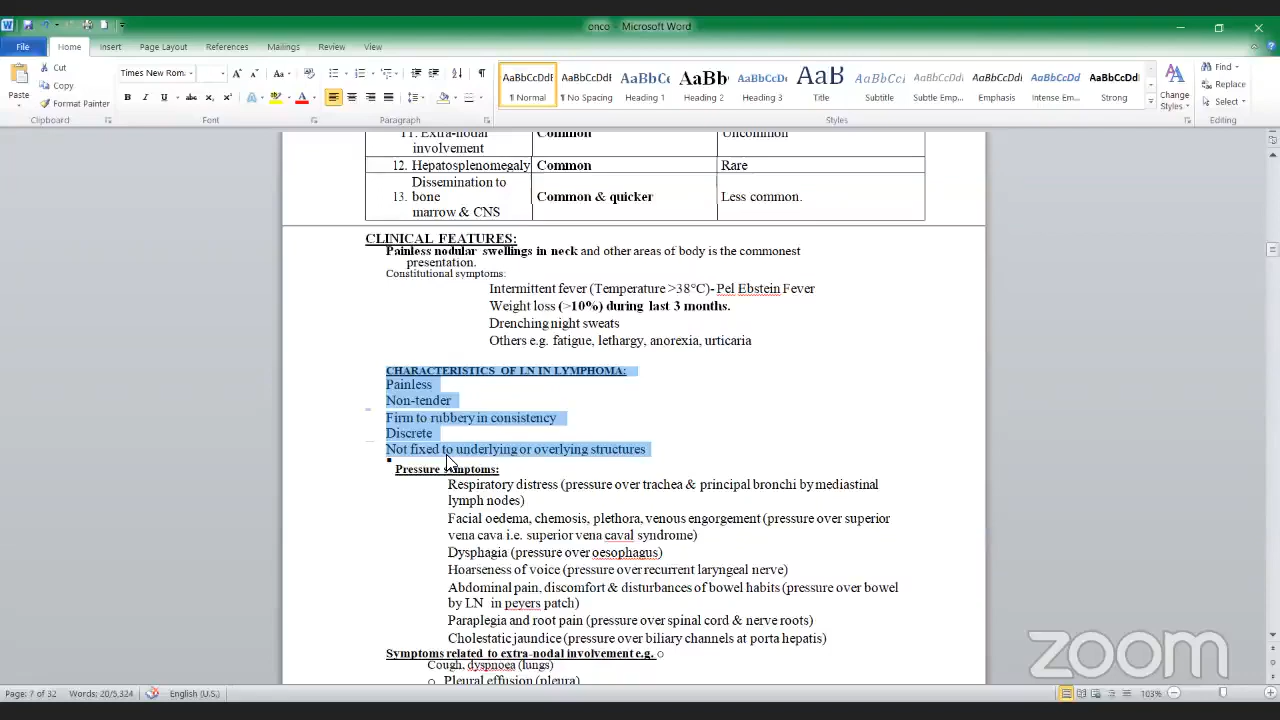 onco – Microsoft Word
File Home Insert Page Layout References Mailings Review View
Cut
Copy
Format Painter
Paste
Times New Rom
AaBbCcDdI AaBbCcDdI AaBbCcD AaBb AaBbCcDdI AaB AaBbCcD AaBbCcDdI AaBbCcDdI AaBbCcDdI AaBbCcDdI
¶ Normal ¶ No Spacing Heading 1 Heading 2 Heading 3 Title Subtitle Subtle Emp... Emphasis Intense Em... Strong
Change Styles
Find
Replace
Select
Clipboard Font Paragraph Styles Editing
11. Extra-nodal involvement Common Uncommon
12. Hepatosplenomegaly Common Rare
13. Dissemination to bone marrow & CNS Common & quicker Less common.
CLINICAL FEATURES:
Painless nodular swellings in neck and other areas of body is the commonest
presentation.
Constitutional symptoms:
Intermittent fever (Temperature >38°C)- Pel Ebstein Fever
Weight loss (>10%) during last 3 months.
Drenching night sweats
Others e.g. fatigue, lethargy, anorexia, urticaria
CHARACTERISTICS OF LN IN LYMPHOMA:
Painless
Non-tender
Firm to rubbery in consistency
Discrete
Not fixed to underlying or overlying structures
Pressure symptoms:
Respiratory distress (pressure over trachea & principal bronchi by mediastinal
lymph nodes)
Facial oedema, chemosis, plethora, venous engorgement (pressure over superior
vena cava i.e. superior vena caval syndrome)
Dysphagia (pressure over oesophagus)
Hoarseness of voice (pressure over recurrent laryngeal nerve)
Abdominal pain, discomfort & disturbances of bowel habits (pressure over bowel
by LN in peyers patch)
Paraplegia and root pain (pressure over spinal cord & nerve roots)
Cholestatic jaundice (pressure over biliary channels at porta hepatis)
Symptoms related to extra-nodal involvement e.g. o
Cough, dyspnoea (lungs)
o Pleural effusion (pleura)
zoom
Page: 7 of 32 Words: 20/5,324 English (U.S.) 103%